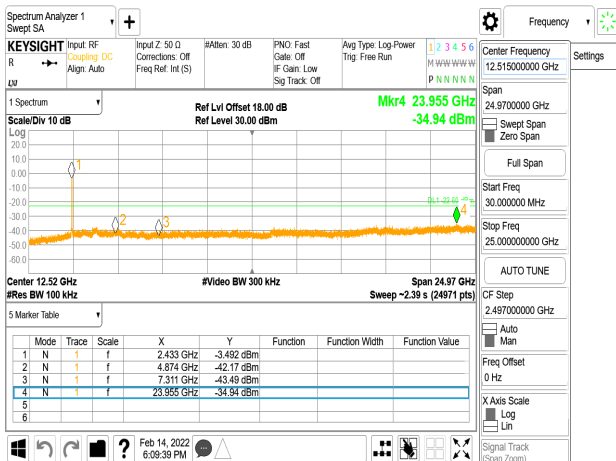 Spectrum Analyzer 1
Swept SA
Frequency
KEYSIGHT
R
LXI
Input: RF
Coupling: DC
Align: Auto
Input Z: 50 Ω
Corrections: Off
Freq Ref: Int (S)
#Atten: 30 dB
PNO: Fast
Gate: Off
IF Gain: Low
Sig Track: Off
Avg Type: Log-Power
Trig: Free Run
1 2 3 4 5 6
M W W W W W
P N N N N N
1 Spectrum
Scale/Div 10 dB
Ref Lvl Offset 18.00 dB
Ref Level 30.00 dBm
Mkr4 23.955 GHz
-34.94 dBm
Log
20.0
10.0
0.00
-10.0
-20.0
-30.0
-40.0
-50.0
-60.0
1
2
3
4
Center 12.52 GHz
#Res BW 100 kHz
#Video BW 300 kHz
Span 24.97 GHz
Sweep ~2.39 s (24971 pts)
5 Marker Table
Mode Trace Scale X Y Function Function Width Function Value
1 N 1 f 2.433 GHz -3.492 dBm
2 N 1 f 4.874 GHz -42.17 dBm
3 N 1 f 7.311 GHz -43.49 dBm
4 N 1 f 23.955 GHz -34.94 dBm
5
6
Feb 14, 2022
6:09:39 PM
Center Frequency
12.515000000 GHz
Settings
Span
24.9700000 GHz
Swept Span
Zero Span
Full Span
Start Freq
30.000000 MHz
Stop Freq
25.000000000 GHz
AUTO TUNE
CF Step
2.497000000 GHz
Auto
Man
Freq Offset
0 Hz
X Axis Scale
Log
Lin
Signal Track
(Span Zoom)